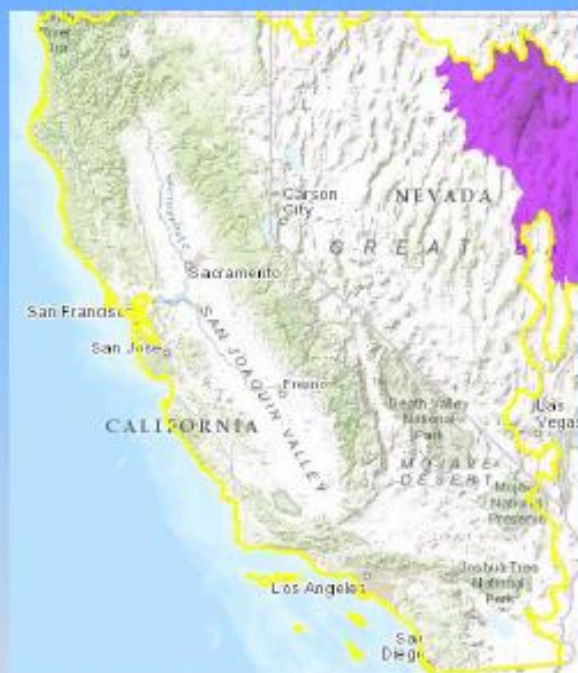 Carson
City
NEVADA
GREAT
Sacramento
San Francisco
San Jose
SAN JOAQUIN VALLEY
Fresno
CALIFORNIA
Death Valley
National
Park
Las
Vegas
MOJAVE
DESERT
National
Preserve
Joshua Tree
National
Park
Los Angeles
San
Diego